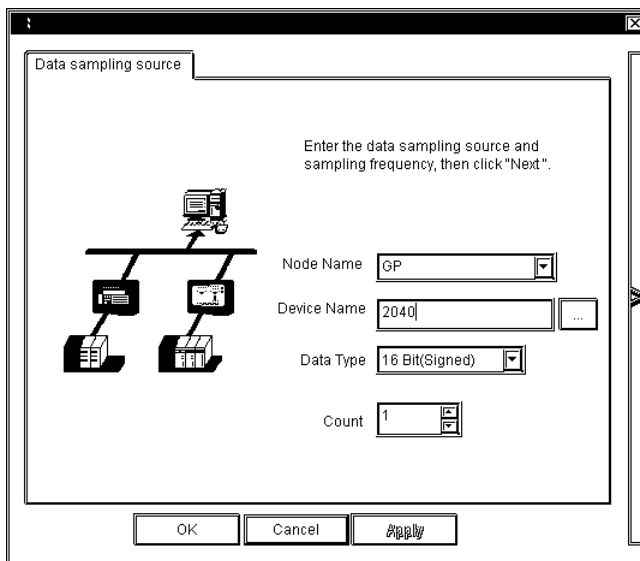 Data sampling source
Enter the data sampling source and
sampling frequency, then click "Next".
Node Name GP
Device Name 2040 ...
Data Type 16 Bit(Signed)
Count 1
OK Cancel Apply